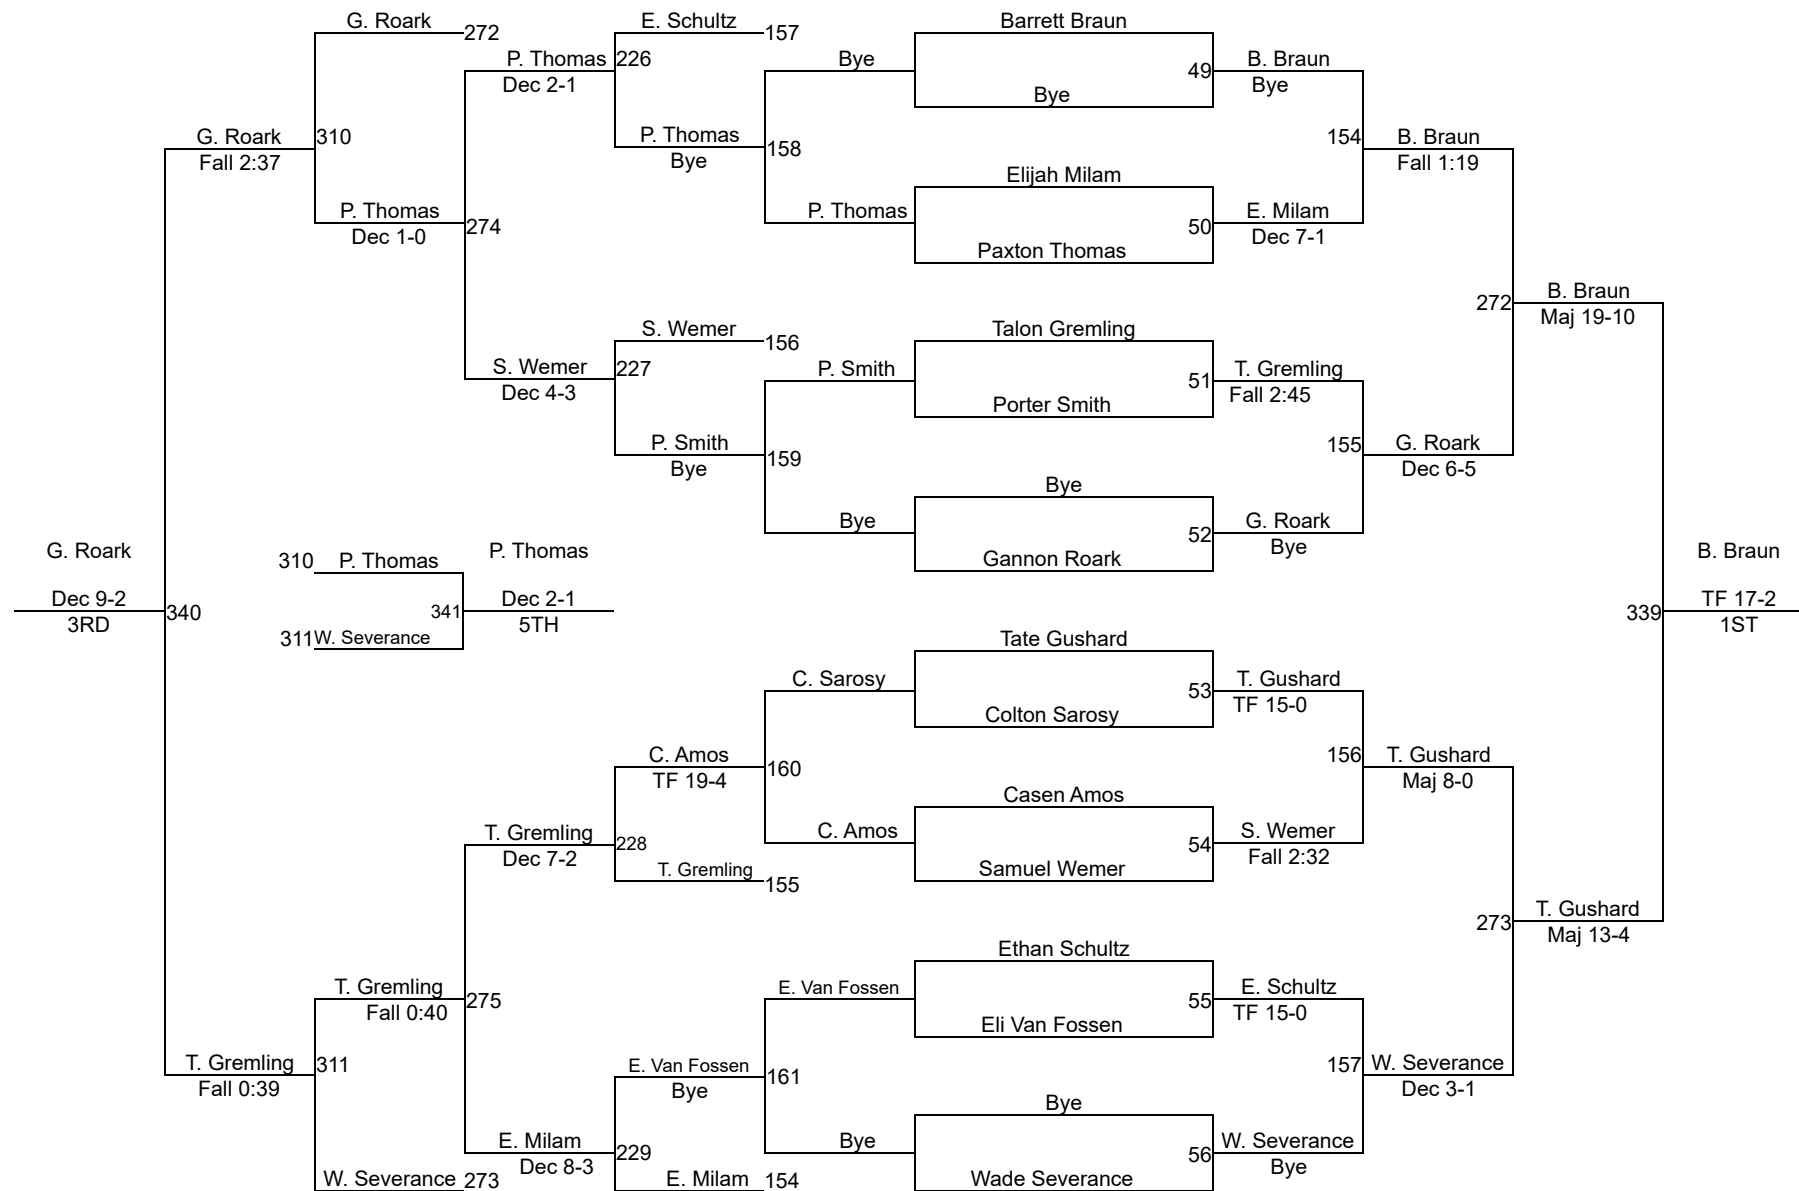 G. Roark
272
E. Schultz
157
Barrett Braun
P. Thomas
226
Dec 2-1
Bye
49
B. Braun
Bye
Bye
G. Roark
310
Fall 2:37
P. Thomas
158
Bye
154
B. Braun
Fall 1:19
Elijah Milam
P. Thomas
274
Dec 1-0
P. Thomas
50
E. Milam
Dec 7-1
Paxton Thomas
272
B. Braun
Maj 19-10
S. Wemer
156
Talon Gremling
S. Wemer
227
Dec 4-3
P. Smith
51
T. Gremling
Fall 2:45
Porter Smith
P. Smith
159
Bye
155
G. Roark
Dec 6-5
Bye
Bye
52
G. Roark
Bye
Gannon Roark
G. Roark
Dec 9-2
3RD
340
310
P. Thomas
341
311
W. Severance
P. Thomas
Dec 2-1
5TH
339
B. Braun
TF 17-2
1ST
Tate Gushard
C. Sarosy
53
T. Gushard
TF 15-0
Colton Sarosy
C. Amos
160
TF 19-4
156
T. Gushard
Maj 8-0
Casen Amos
T. Gremling
228
Dec 7-2
C. Amos
54
S. Wemer
Fall 2:32
Samuel Wemer
T. Gremling
155
273
T. Gushard
Maj 13-4
Ethan Schultz
T. Gremling
275
Fall 0:40
E. Van Fossen
55
E. Schultz
TF 15-0
Eli Van Fossen
T. Gremling
311
Fall 0:39
E. Van Fossen
161
Bye
157
W. Severance
Dec 3-1
Bye
E. Milam
229
Dec 8-3
Bye
56
W. Severance
Bye
W. Severance
273
E. Milam
154
Wade Severance